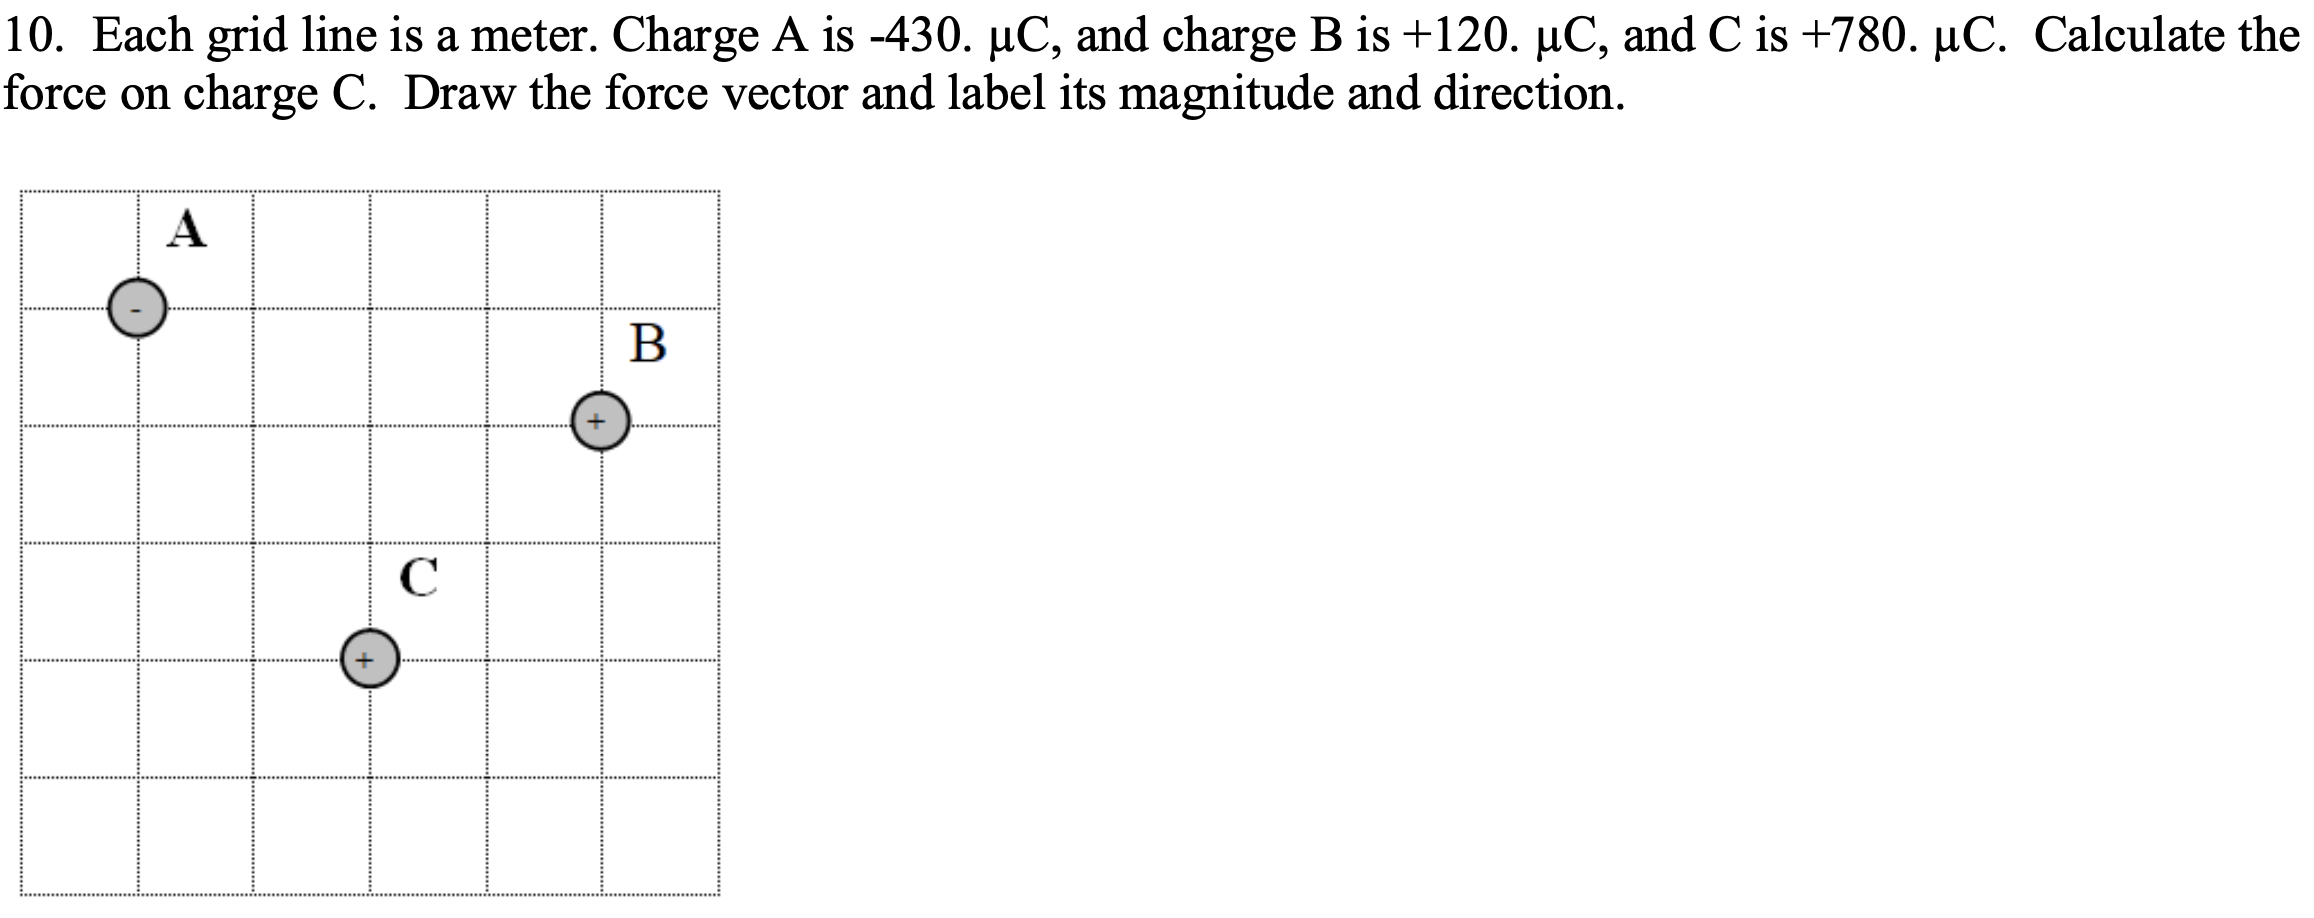 10.  Each grid line is a meter. Charge A is -430. µC, and charge B is +120. µC, and C is +780. µC.  Calculate the
force on charge C.  Draw the force vector and label its magnitude and direction.
A
-
B
+
C
+